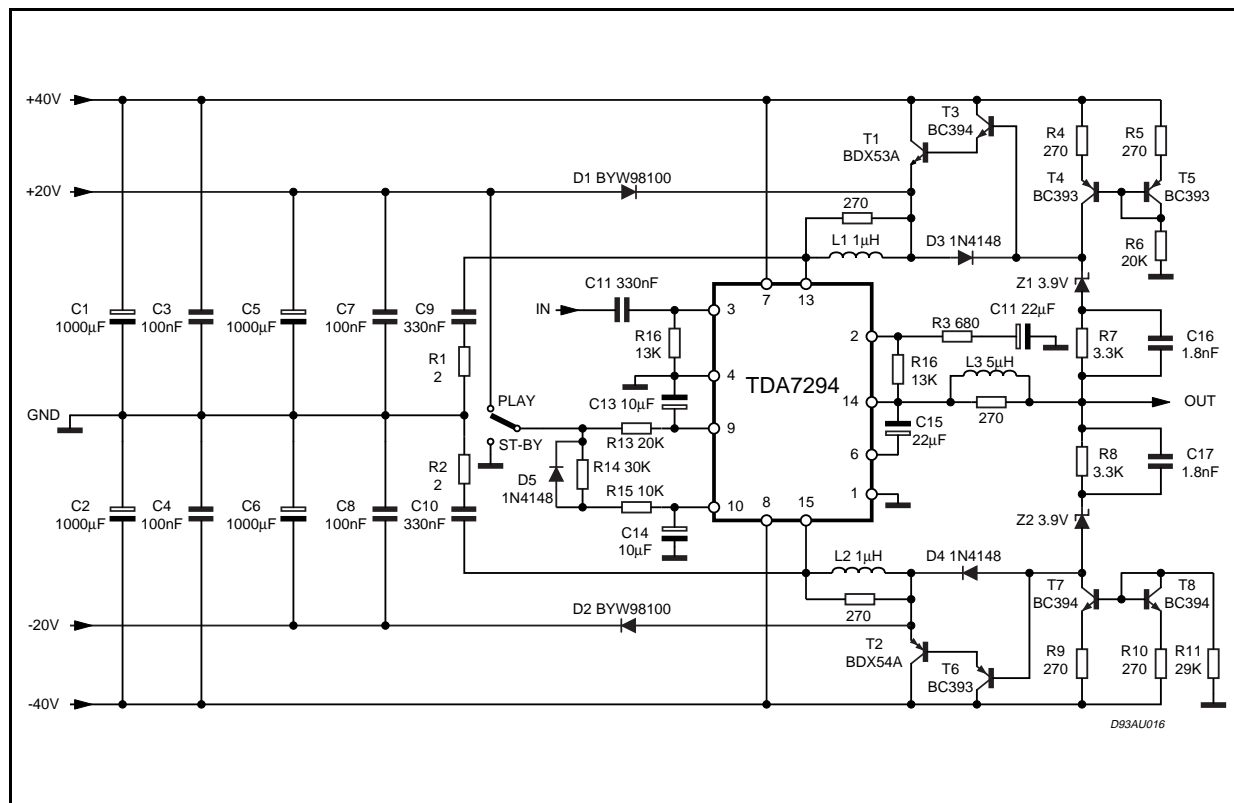 +40V
T3
BC394
T1
BDX53A
R4
270
R5
270
T4
BC393
T5
BC393
+20V
D1 BYW98100
270
L1 1µH
D3 1N4148
R6
20K
Z1 3.9V
C11 330nF
IN
7
13
3
C11 22µF
R3 680
2
C1
1000µF
C3
100nF
C5
1000µF
C7
100nF
C9
330nF
R1
2
R16
13K
R16
13K
L3 5µH
R7
3.3K
C16
1.8nF
4
TDA7294
14
270
OUT
GND
PLAY
C13 10µF
ST-BY
R13 20K
9
C15
22µF
6
R2
2
D5
1N4148
R14 30K
R15 10K
R8
3.3K
C17
1.8nF
1
C2
1000µF
C4
100nF
C6
1000µF
C8
100nF
C10
330nF
10
8
15
C14
10µF
Z2 3.9V
L2 1µH
D4 1N4148
T7
BC394
T8
BC394
270
-20V
D2 BYW98100
T2
BDX54A
T6
BC393
R9
270
R10
270
R11
29K
-40V
D93AU016